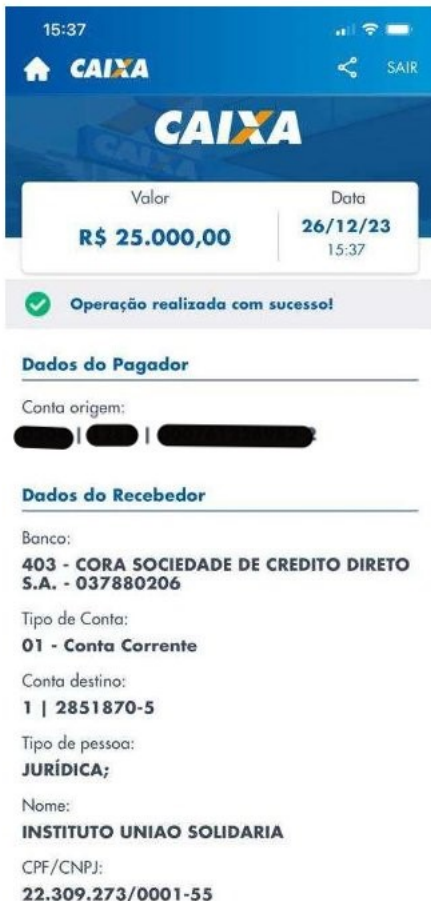 15:37
CAIXA
SAIR
CAIXA
CAIXA
Valor
Data
R$ 25.000,00
26/12/23
15:37
Operação realizada com sucesso!
Dados do Pagador
Conta origem:
| |
Dados do Recebedor
Banco:
403 - CORA SOCIEDADE DE CREDITO DIRETO
S.A. - 037880206
Tipo de Conta:
01 - Conta Corrente
Conta destino:
1 | 2851870-5
Tipo de pessoa:
JURÍDICA;
Nome:
INSTITUTO UNIAO SOLIDARIA
CPF/CNPJ:
22.309.273/0001-55